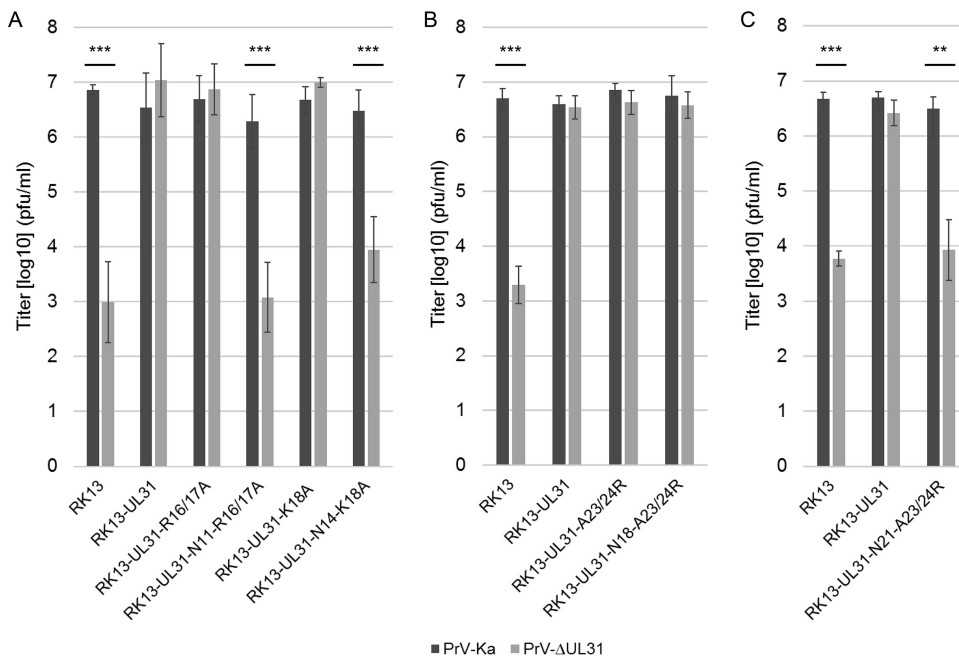 A
Titer [log10] (pfu/ml)
8
7
6
5
4
3
2
1
0
***
***
***
RK13
RK13-UL31
RK13-UL31-R16/17A
RK13-UL31-N11-R16/17A
RK13-UL31-K18A
RK13-UL31-N14-K18A
B
Titer [log10] (pfu/ml)
8
7
6
5
4
3
2
1
0
***
RK13
RK13-UL31
RK13-UL31-A23/24R
RK13-UL31-N18-A23/24R
C
Titer [log10] (pfu/ml)
8
7
6
5
4
3
2
1
0
***
**
RK13
RK13-UL31
RK13-UL31-N21-A23/24R
PrV-Ka PrV-ΔUL31